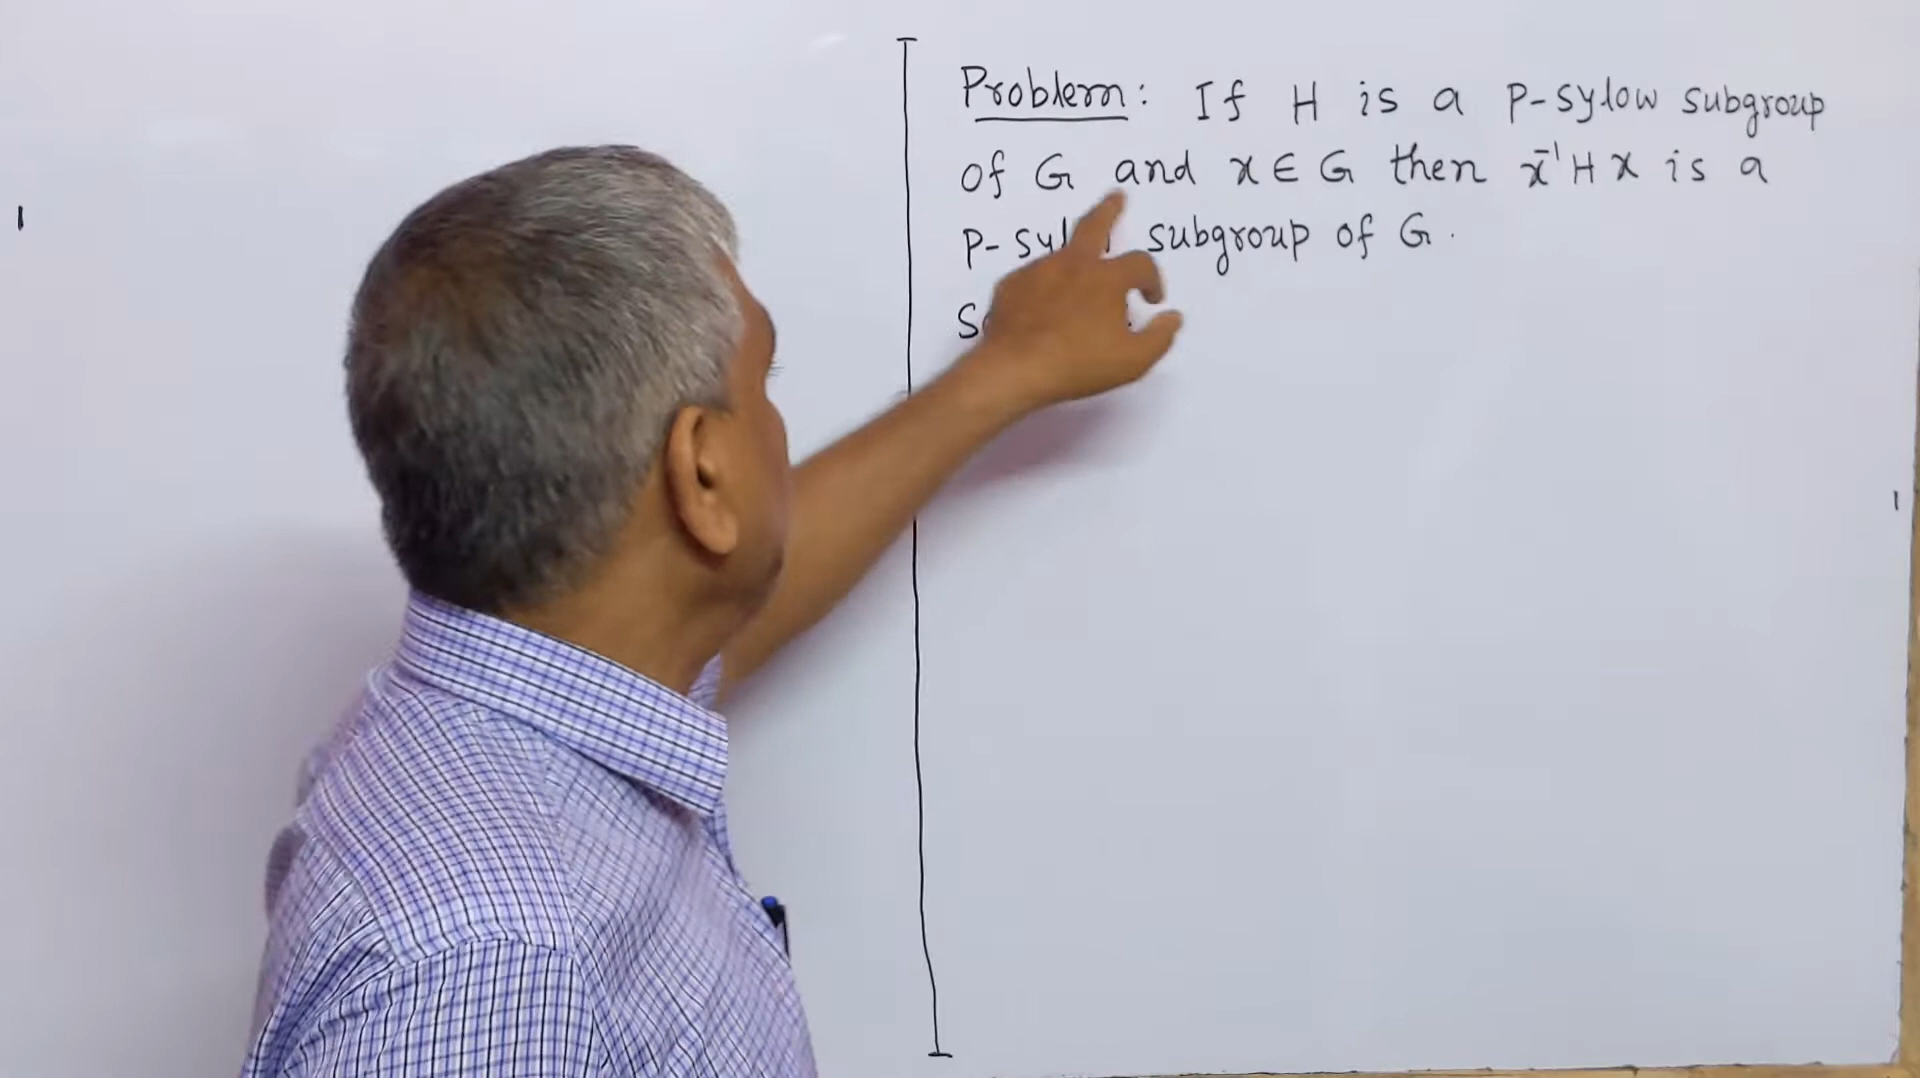 Problem: If H is a P-sylow subgroup
of G and x ∈ G then x⁻¹Hx is a
P- subgroup of G.